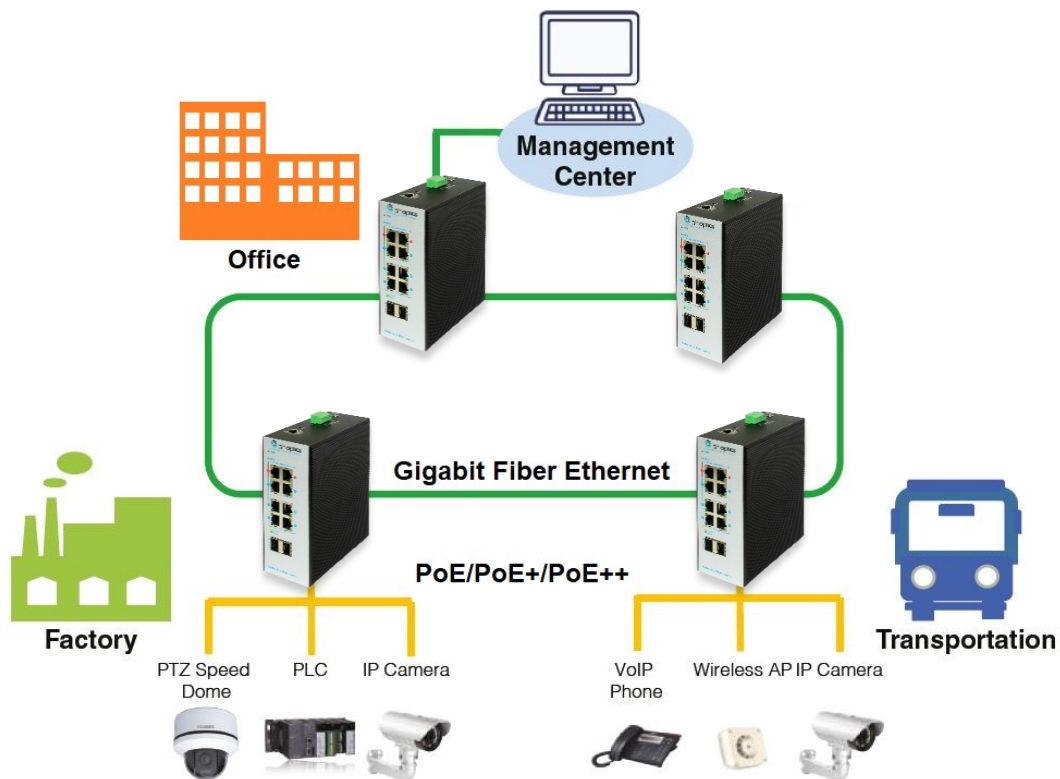 Management
Center
Office
Gigabit Fiber Ethernet
PoE/PoE+/PoE++
Factory
Transportation
PTZ Speed
Dome
PLC
IP Camera
VoIP
Phone
Wireless AP
IP Camera